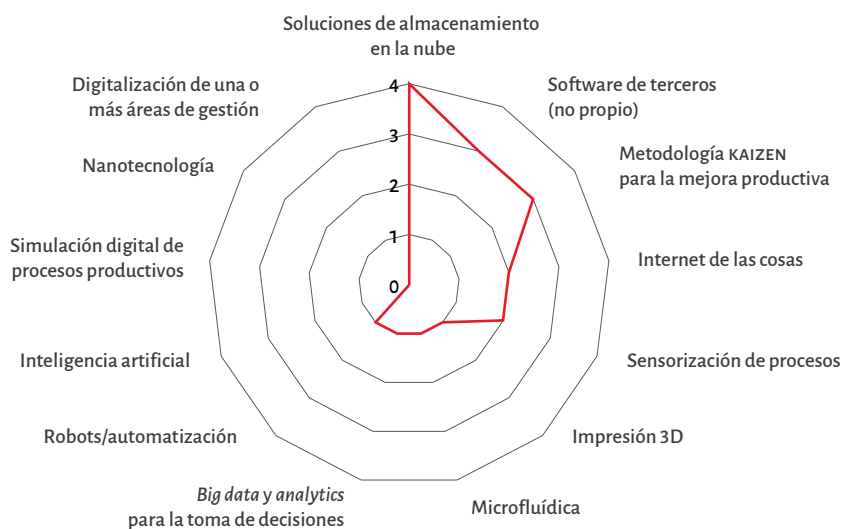 Soluciones de almacenamiento
en la nube
Software de terceros
(no propio)
Metodología KAIZEN
para la mejora productiva
Internet de las cosas
Sensorización de procesos
Impresión 3D
Microfluídica
Big data y analytics
para la toma de decisiones
Robots/automatización
Inteligencia artificial
Simulación digital de
procesos productivos
Nanotecnología
Digitalización de una o
más áreas de gestión
4
3
2
1
0